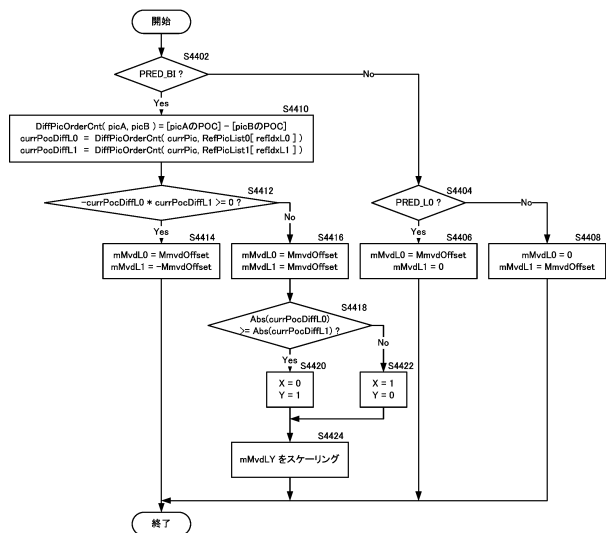 開始
S4402
PRED_BI ?
No
Yes
S4410
DiffPicOrderCnt( picA, picB ) = [picAのPOC] - [picBのPOC]
currPocDiffL0 = DiffPicOrderCnt( currPic, RefPicList0[ refIdxL0 ] )
currPocDiffL1 = DiffPicOrderCnt( currPic, RefPicList1[ refIdxL1 ] )
S4412
-currPocDiffL0 * currPocDiffL1 >= 0 ?
S4404
PRED_L0 ?
No
Yes
No
Yes
S4414
mMvdL0 = MmvdOffset
mMvdL1 = -MmvdOffset
S4416
mMvdL0 = MmvdOffset
mMvdL1 = MmvdOffset
S4406
mMvdL0 = MmvdOffset
mMvdL1 = 0
S4408
mMvdL0 = 0
mMvdL1 = MmvdOffset
S4418
Abs(currPocDiffL0)
>= Abs(currPocDiffL1) ?
No
Yes
S4420
X = 0
Y = 1
S4422
X = 1
Y = 0
S4424
mMvdLY をスケーリング
終了